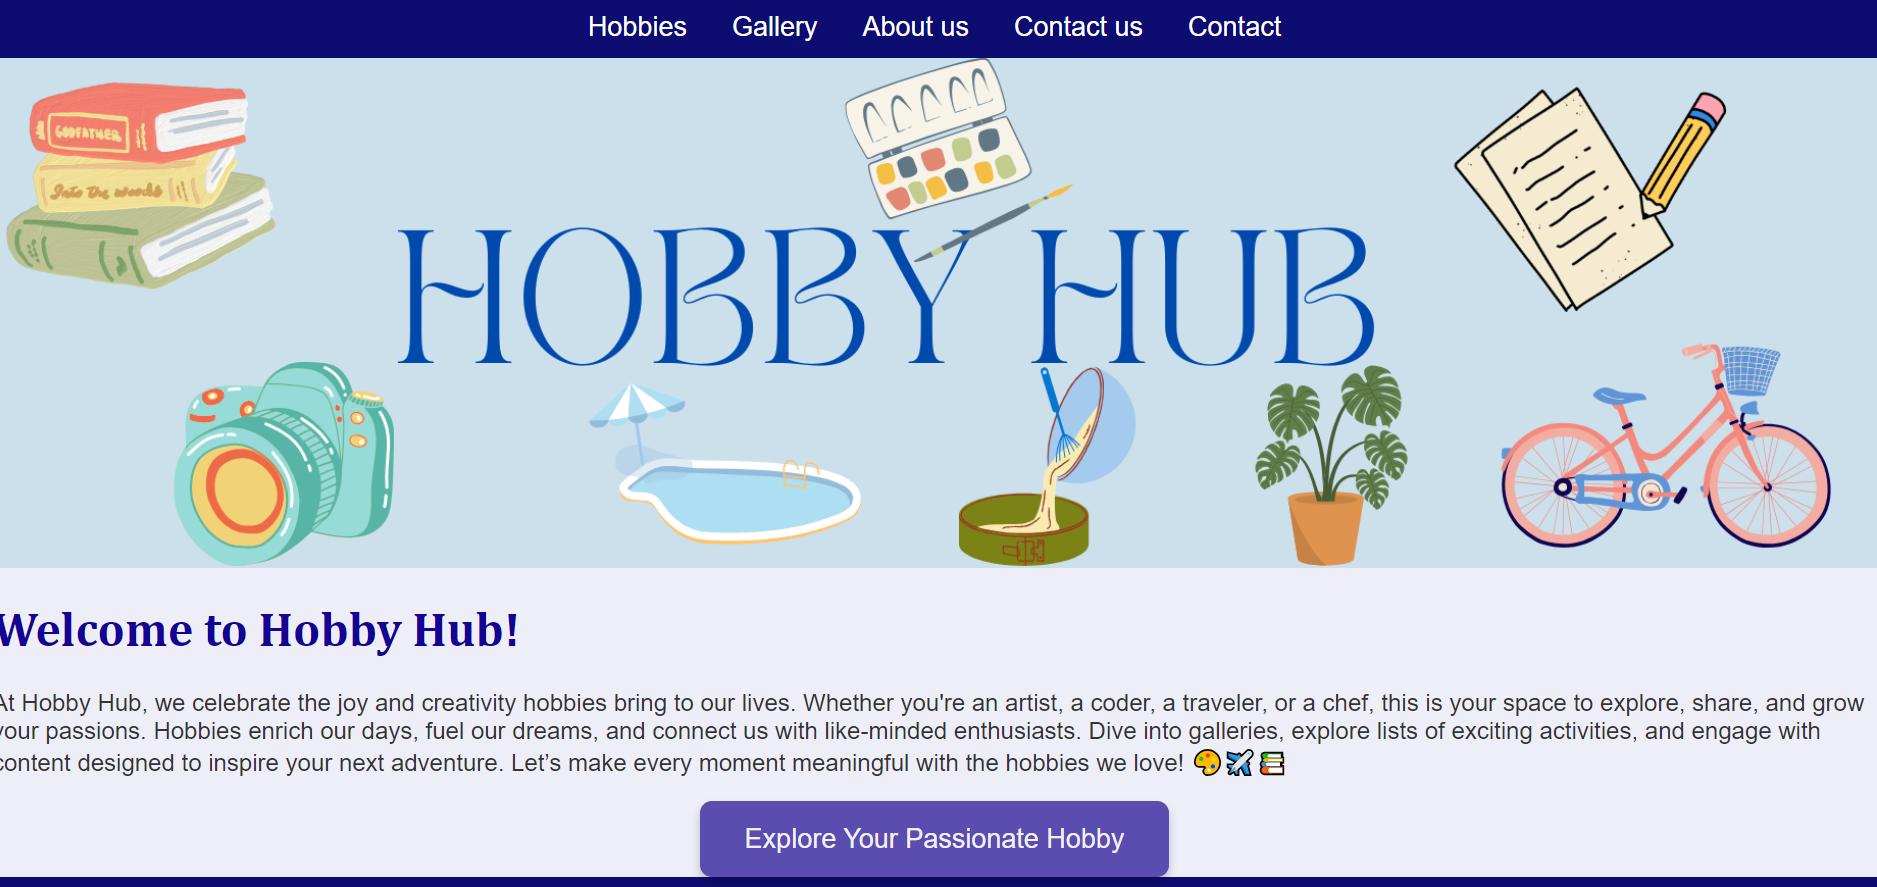 Hobbies Gallery About us Contact us Contact
GODFATHER
Into the woods
HOBBY HUB
Welcome to Hobby Hub!
At Hobby Hub, we celebrate the joy and creativity hobbies bring to our lives. Whether you're an artist, a coder, a traveler, or a chef, this is your space to explore, share, and grow
your passions. Hobbies enrich our days, fuel our dreams, and connect us with like-minded enthusiasts. Dive into galleries, explore lists of exciting activities, and engage with
content designed to inspire your next adventure. Let’s make every moment meaningful with the hobbies we love! 🎨✈️📚
Explore Your Passionate Hobby